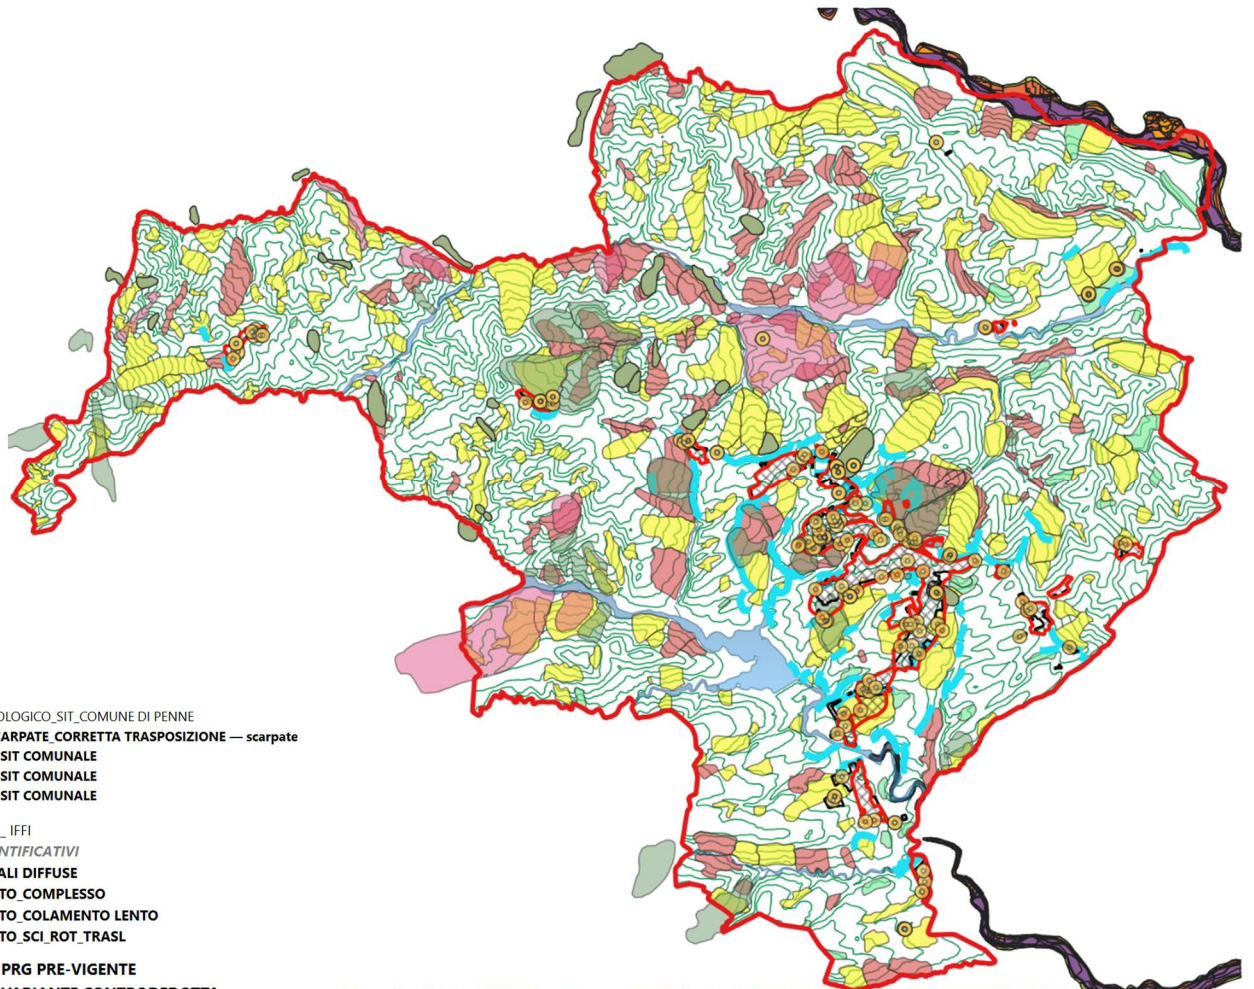 OLOGICO_SIT_COMUNE DI PENNE
CARPATE_CORRETTA TRASPOSIZIONE — scarpate
SIT COMUNALE
SIT COMUNALE
SIT COMUNALE
_ IFFI
NTIFICATIVI
ALI DIFFUSE
TO_COMPLESSO
TO_COLAMENTO LENTO
TO_SCI_ROT_TRASL
PRG PRE-VIGENTE